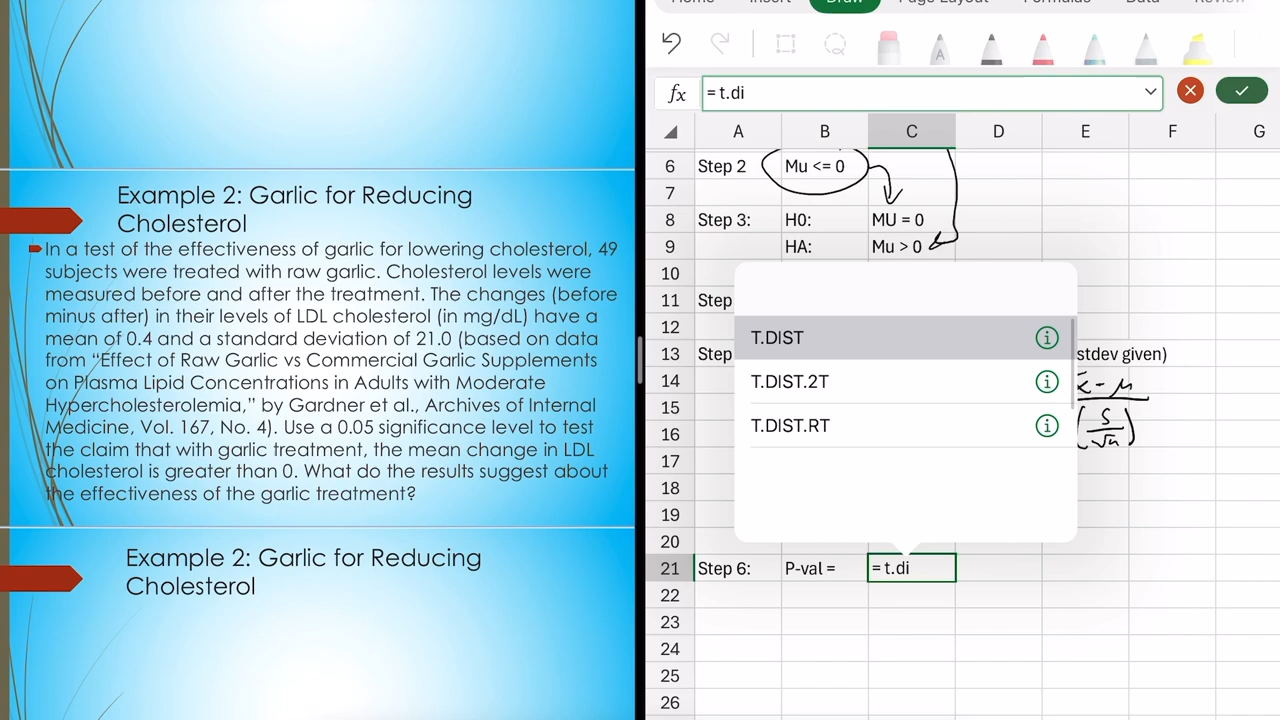 Example 2: Garlic for Reducing
Cholesterol
In a test of the effectiveness of garlic for lowering cholesterol, 49
subjects were treated with raw garlic. Cholesterol levels were
measured before and after the treatment. The changes (before
minus after) in their levels of LDL cholesterol (in mg/dL) have a
mean of 0.4 and a standard deviation of 21.0 (based on data
from “Effect of Raw Garlic vs Commercial Garlic Supplements
on Plasma Lipid Concentrations in Adults with Moderate
Hypercholesterolemia,” by Gardner et al., Archives of Internal
Medicine, Vol. 167, No. 4). Use a 0.05 significance level to test
the claim that with garlic treatment, the mean change in LDL
cholesterol is greater than 0. What do the results suggest about
the effectiveness of the garlic treatment?
Example 2: Garlic for Reducing
Cholesterol
Home Insert Draw Page Layout Formulas Data Review
A
fx = t.di
A B C D E F G
6 Step 2 Mu <= 0
7
8 Step 3: H0: MU = 0
9 HA: Mu > 0
10
11 Step
12
13 Step stdev given)
14 x̄ - μ
15 (s
16 √n)
17
18
19
20
21 Step 6: P-val = = t.di
22
23
24
25
26
T.DIST
T.DIST.2T
T.DIST.RT